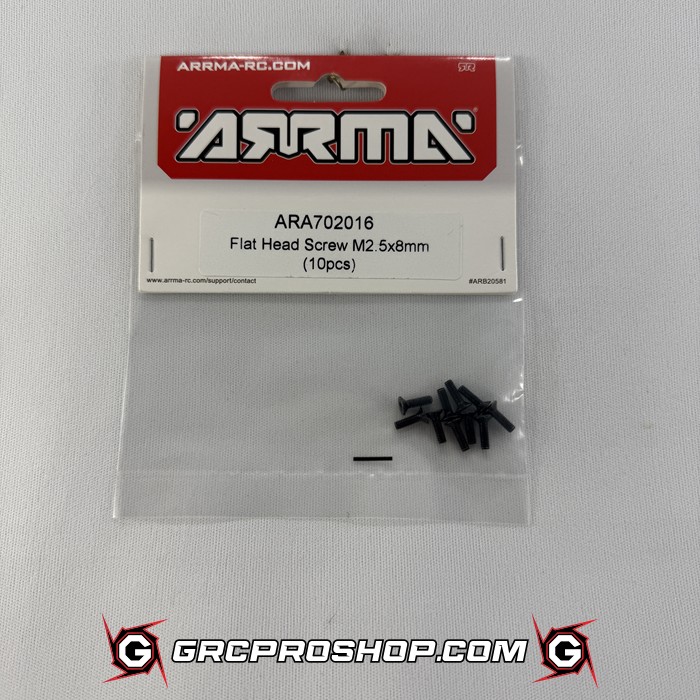 ARRMA-RC.COM
ARRMA
ARA702016
Flat Head Screw M2.5x8mm
(10pcs)
www.arrma-rc.com/support/contact
#ARB20581
G GRCPROSHOP.COM G